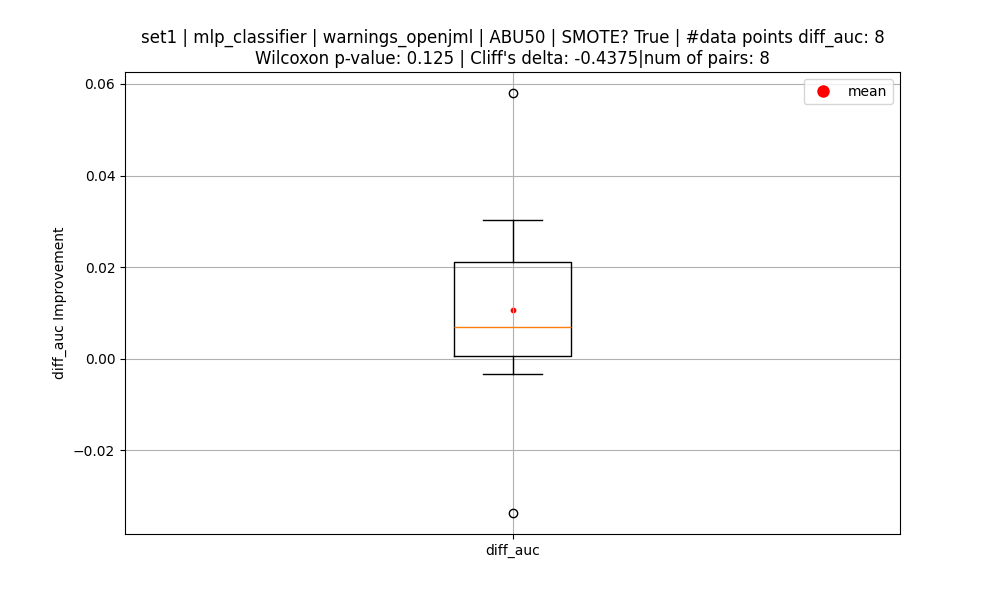 set1 | mlp_classifier | warnings_openjml | ABU50 | SMOTE? True | #data points diff_auc: 8
Wilcoxon p-value: 0.125 | Cliff's delta: -0.4375|num of pairs: 8
mean
0.06
0.04
0.02
0.00
−0.02
diff_auc Improvement
diff_auc